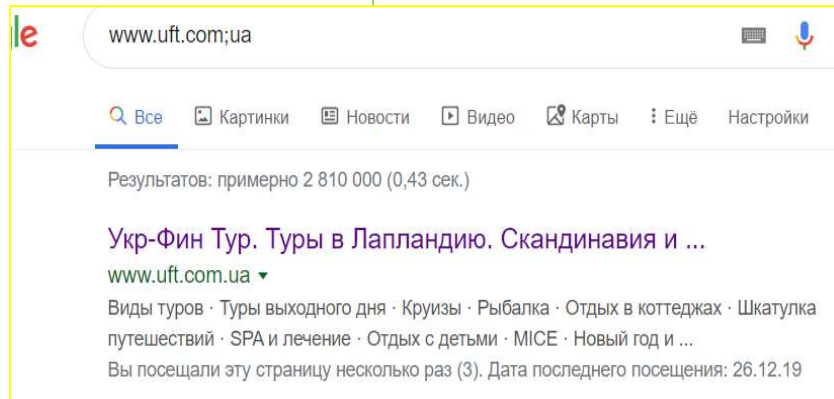 le
www.uft.com;ua
Все Картинки Новости Видео Карты Ещё Настройки
Результатов: примерно 2 810 000 (0,43 сек.)
Укр-Фин Тур. Туры в Лапландию. Скандинавия и ...
www.uft.com.ua
Виды туров · Туры выходного дня · Круизы · Рыбалка · Отдых в коттеджах · Шкатулка
путешествий · SPA и лечение · Отдых с детьми · MICE · Новый год и ...
Вы посещали эту страницу несколько раз (3). Дата последнего посещения: 26.12.19